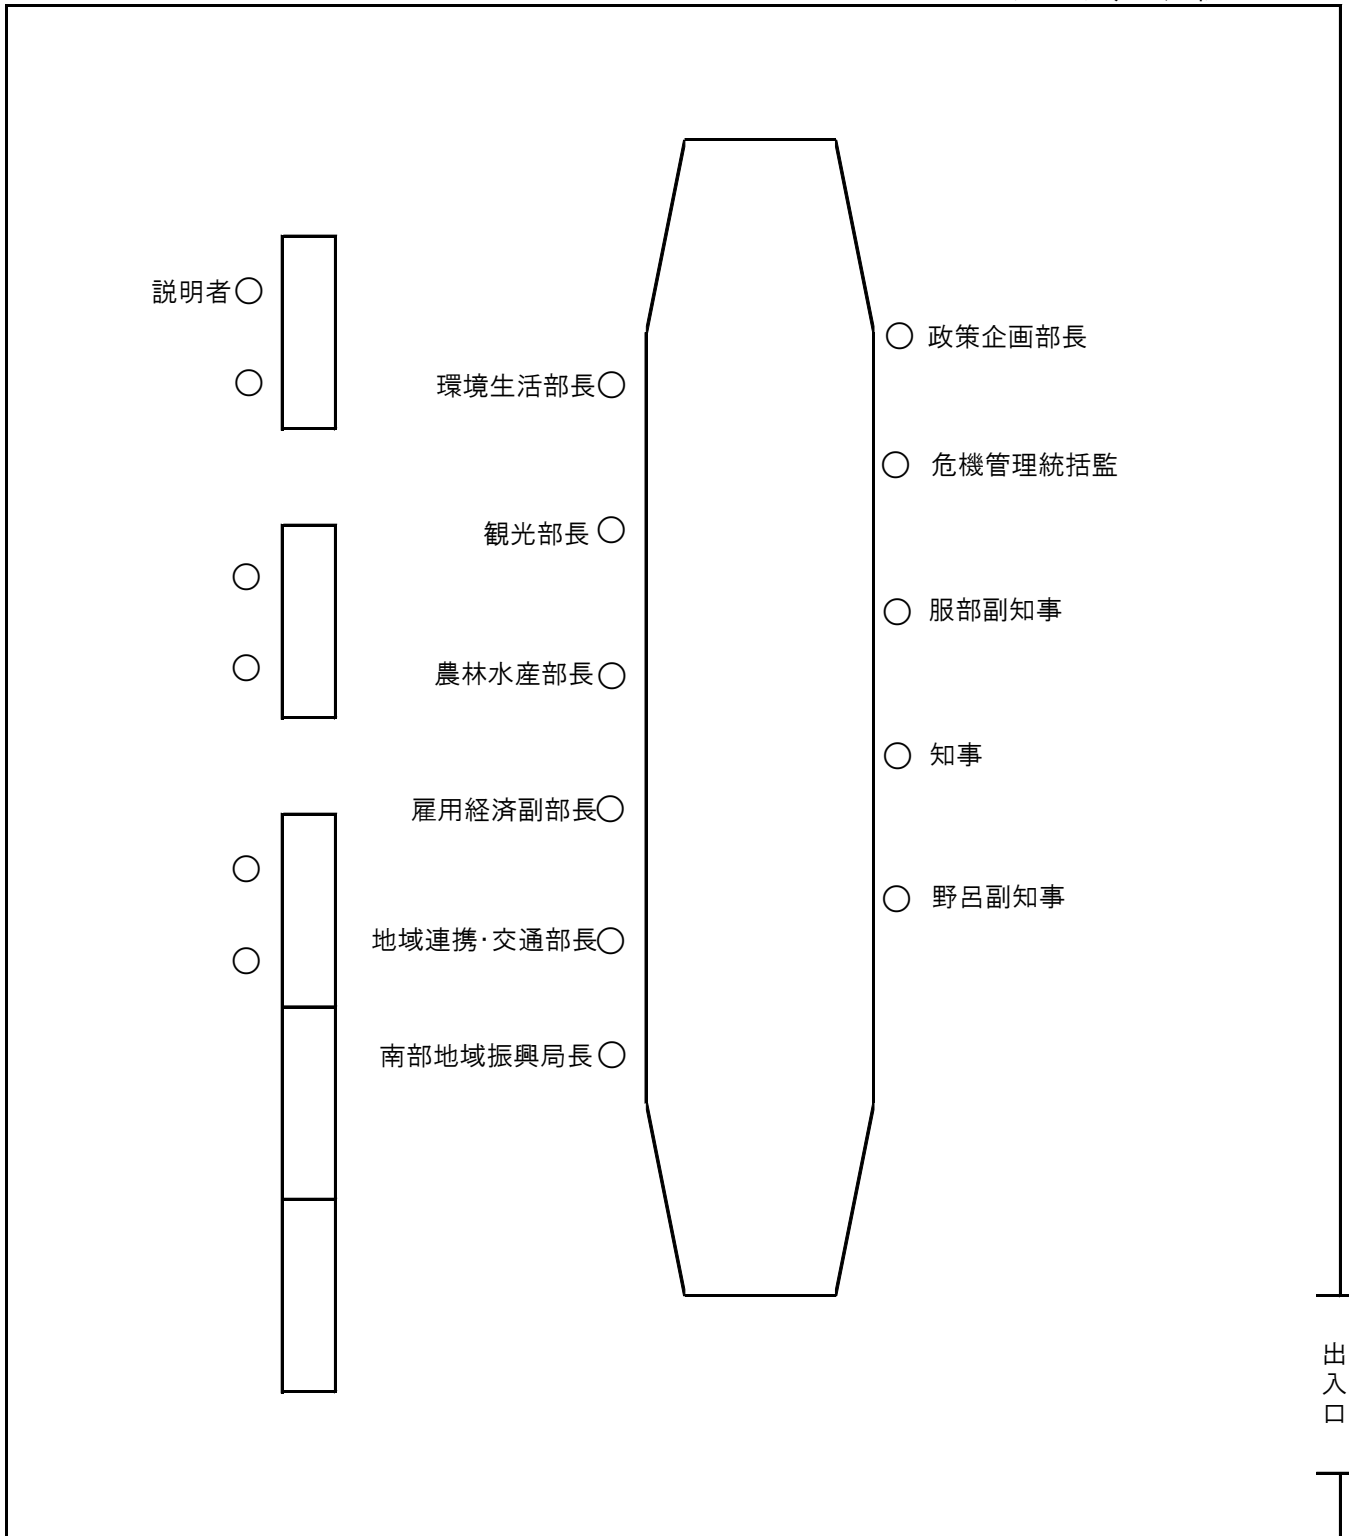 説明者○
○
政策企画部長
環境生活部長○
○ 危機管理統括監
観光部長○
○ 服部副知事
農林水産部長○
○ 知事
雇用経済副部長○
○ 野呂副知事
地域連携・交通部長○
南部地域振興局長○
出入口